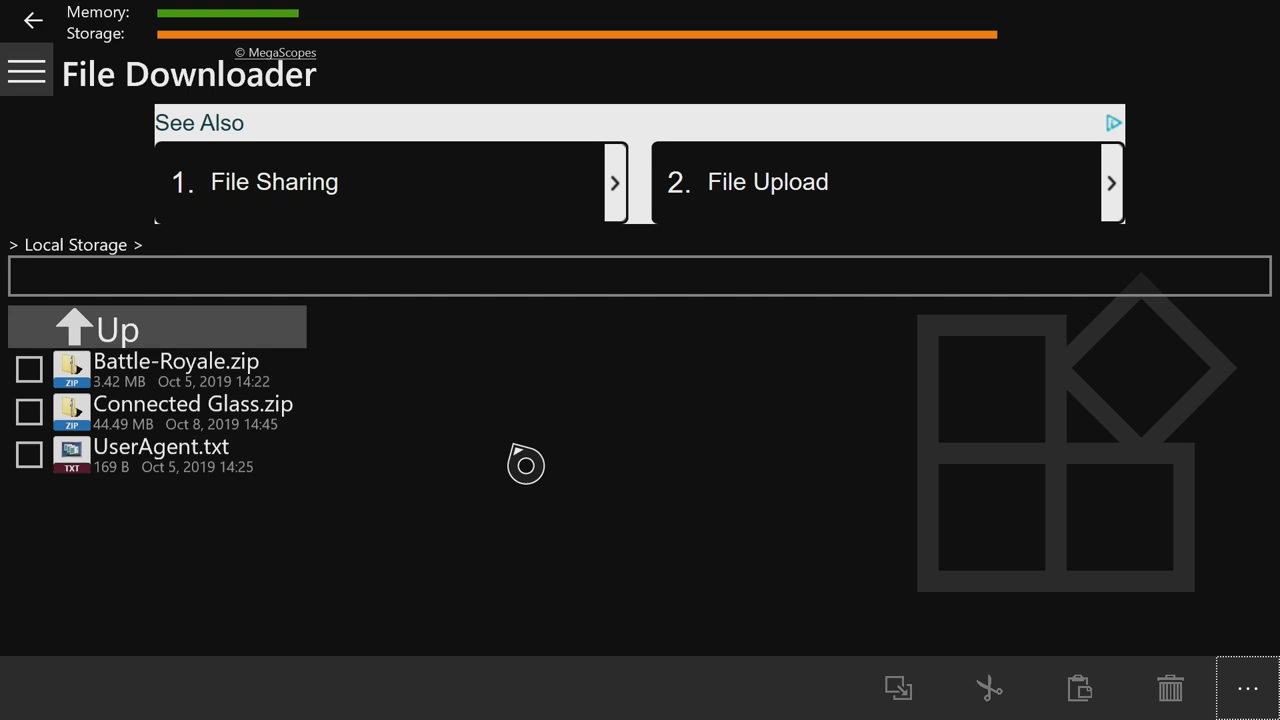 Memory:
Storage:
© MegaScopes
File Downloader
See Also
1. File Sharing
2. File Upload
> Local Storage >
Up
Battle-Royale.zip
ZIP
3.42 MB Oct 5, 2019 14:22
Connected Glass.zip
ZIP
44.49 MB Oct 8, 2019 14:45
UserAgent.txt
TXT
169 B Oct 5, 2019 14:25